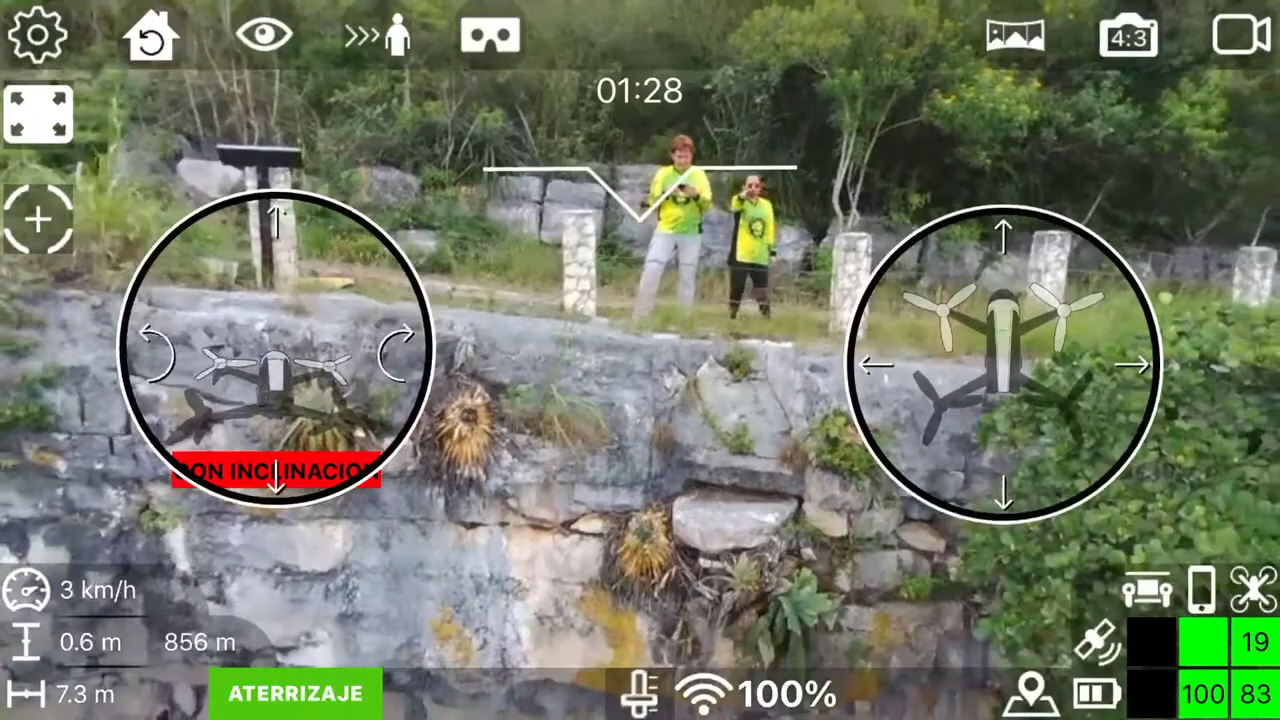 4:3
01:28
CON INCLINACION
3 km/h
0.6 m 856 m
19
7.3 m
ATERRIZAJE
100%
100 83